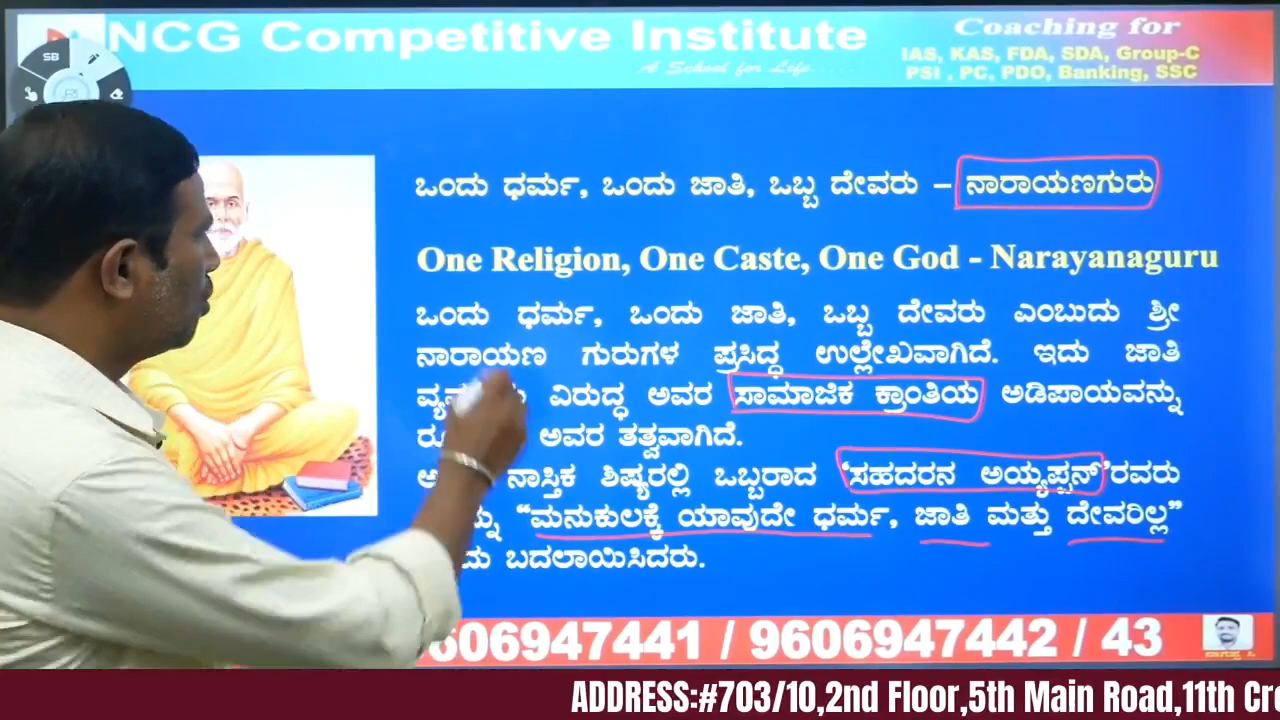 NCG Competitive Institute
A School for Life.....
Coaching for
IAS, KAS, FDA, SDA, Group-C
PSI , PC, PDO, Banking, SSC
SB
ಒಂದು ಧರ್ಮ, ಒಂದು ಜಾತಿ, ಒಬ್ಬ ದೇವರು – ನಾರಾಯಣಗುರು
One Religion, One Caste, One God - Narayanaguru
ಒಂದು ಧರ್ಮ, ಒಂದು ಜಾತಿ, ಒಬ್ಬ ದೇವರು ಎಂಬುದು ಶ್ರೀ
ನಾರಾಯಣ ಗುರುಗಳ ಪ್ರಸಿದ್ಧ ಉಲ್ಲೇಖವಾಗಿದೆ. ಇದು ಜಾತಿ
ವಿರುದ್ಧ ಅವರ ಸಾಮಾಜಿಕ ಕ್ರಾಂತಿಯ ಅಡಿಪಾಯವನ್ನು
ಅವರ ತತ್ವವಾಗಿದೆ.
ನಾಸ್ತಿಕ ಶಿಷ್ಯರಲ್ಲಿ ಒಬ್ಬರಾದ ‘ಸಹದರನ ಅಯ್ಯಪ್ಪನ್’ರವರು
“ಮನುಕುಲಕ್ಕೆ ಯಾವುದೇ ಧರ್ಮ, ಜಾತಿ ಮತ್ತು ದೇವರಿಲ್ಲ”
ಬದಲಾಯಿಸಿದರು.
606947441 / 9606947442 / 43
ADDRESS:#703/10,2nd Floor,5th Main Road,11th Cro